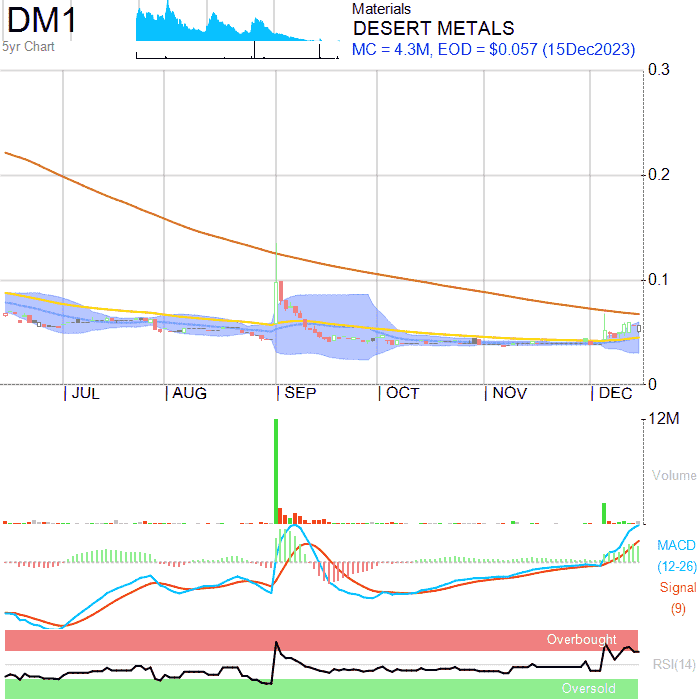 DM1
5yr Chart
Materials
DESERT METALS
MC = 4.3M, EOD = $0.057 (15Dec2023)
0.3
0.2
0.1
0
JUL
AUG
SEP
OCT
NOV
DEC
12M
Volume
MACD
(12-26)
Signal
(9)
Overbought
RSI(14)
Oversold